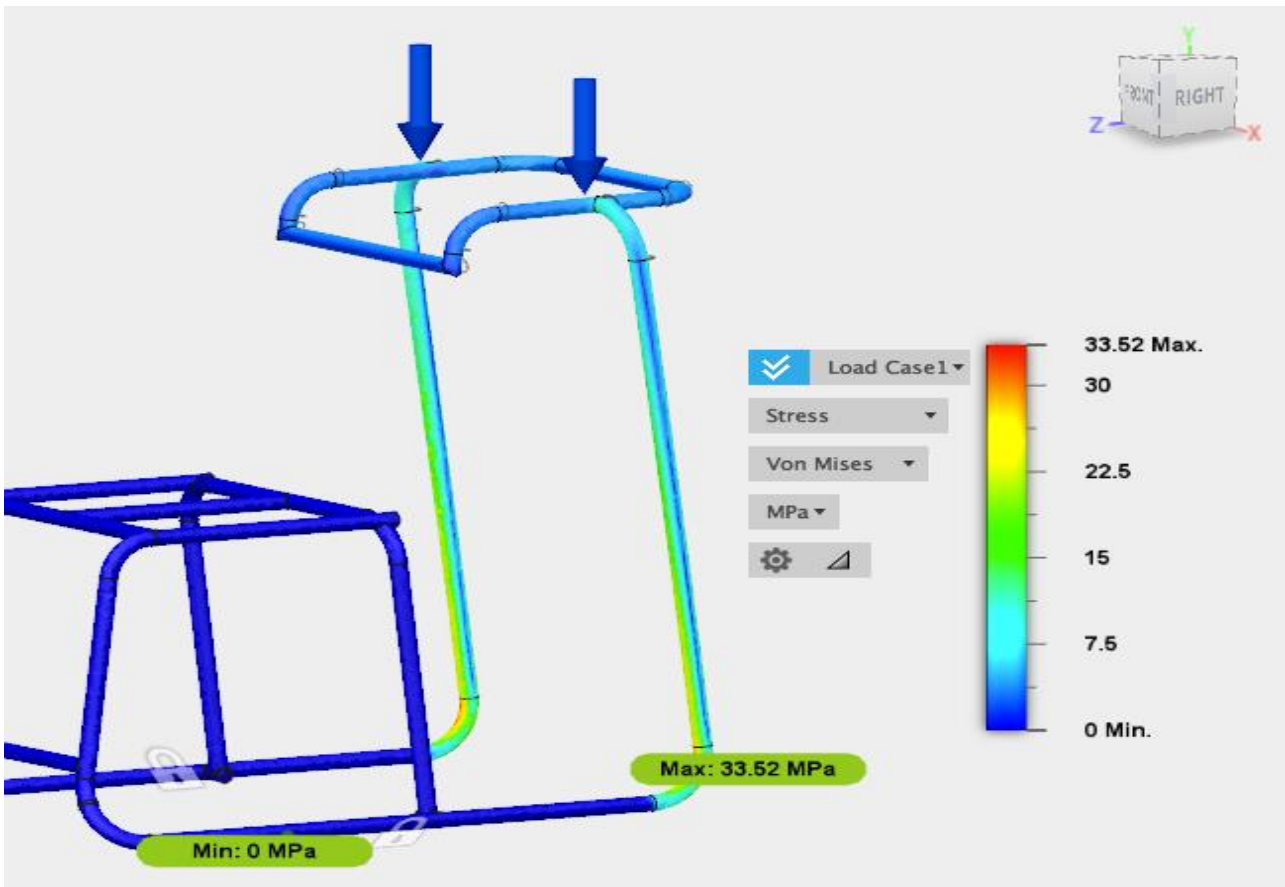 Y
FRONT
RIGHT
Z
X
Load Case1
Stress
Von Mises
MPa
33.52 Max.
30
22.5
15
7.5
0 Min.
Max: 33.52 MPa
Min: 0 MPa